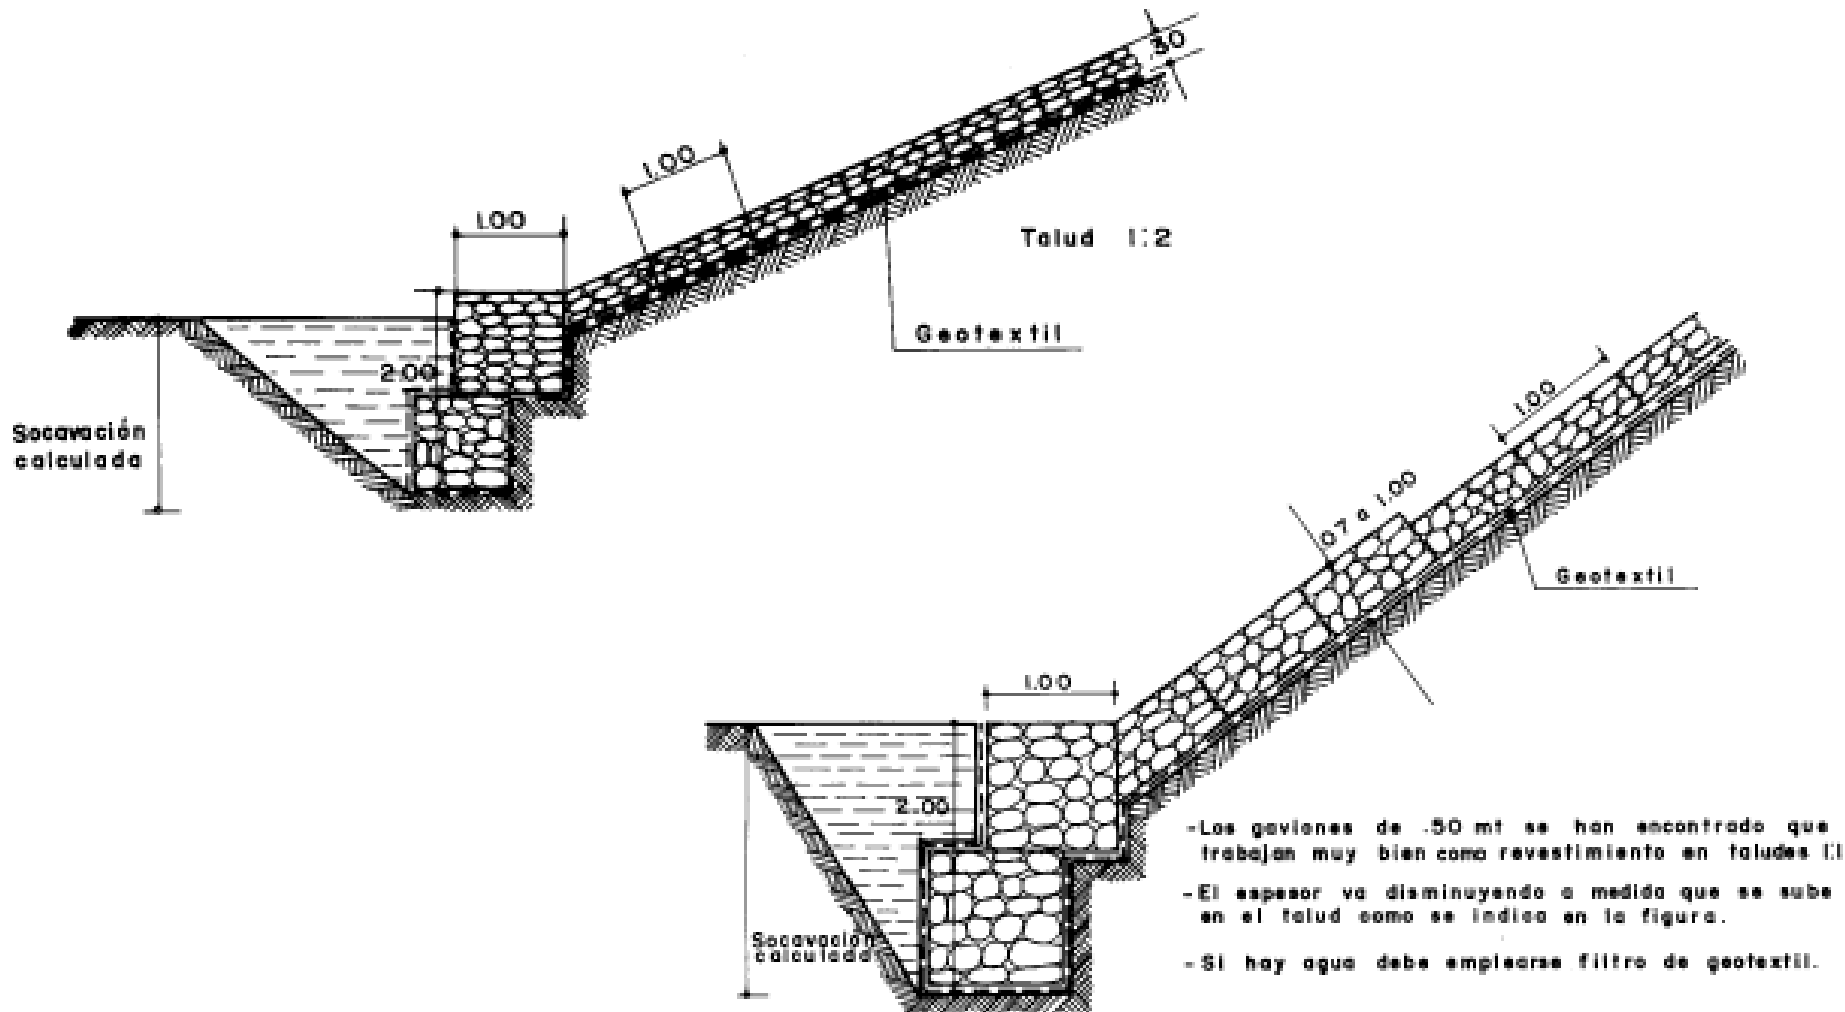 .30
1.00
1.00
Talud 1:2
Geotextil
2.00
Socavación
calculada
1.00
0.7 a 1.00
Geotextil
1.00
2.00
Socavación
calculada
-Los gaviones de .50 mt se han encontrado que
trabajan muy bien como revestimiento en taludes 1:1
-El espesor va disminuyendo a medida que se sube
en el talud como se indica en la figura.
-Si hay agua debe emplearse filtro de geotextil.